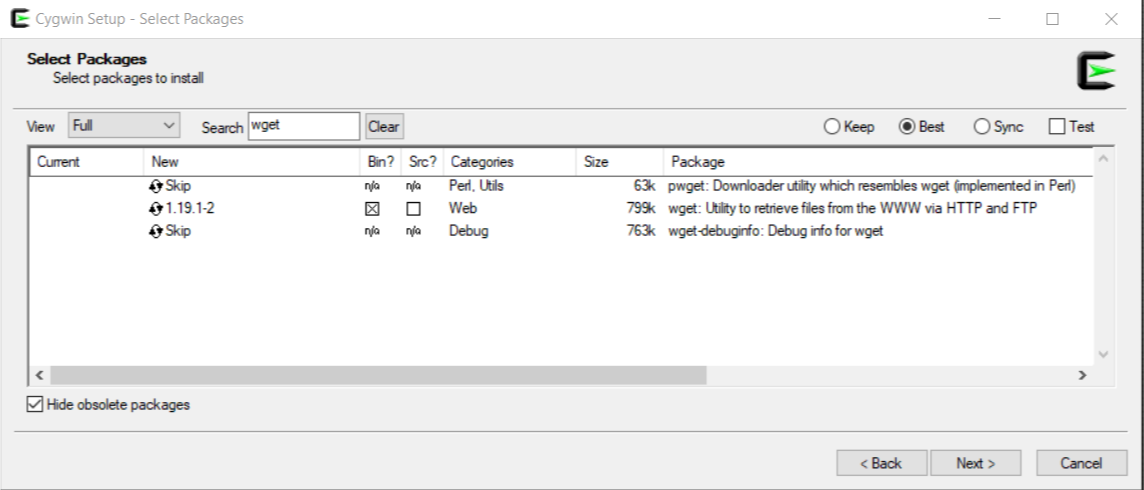 Cygwin Setup - Select Packages
Select Packages
Select packages to install
View Full Search wget Clear Keep Best Sync Test
Current New Bin? Src? Categories Size Package
Skip n/a n/a Perl, Utils 63k pwget: Downloader utility which resembles wget (implemented in Perl)
1.19.1-2 Web 799k wget: Utility to retrieve files from the WWW via HTTP and FTP
Skip n/a n/a Debug 763k wget-debuginfo: Debug info for wget
Hide obsolete packages
< Back Next > Cancel